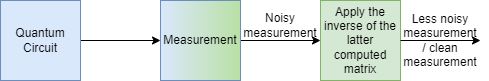 Quantum
Circuit
Measurement
Noisy
measurement
Apply the
inverse of the
latter
computed
matrix
Less noisy
measurement
/ clean
measurement